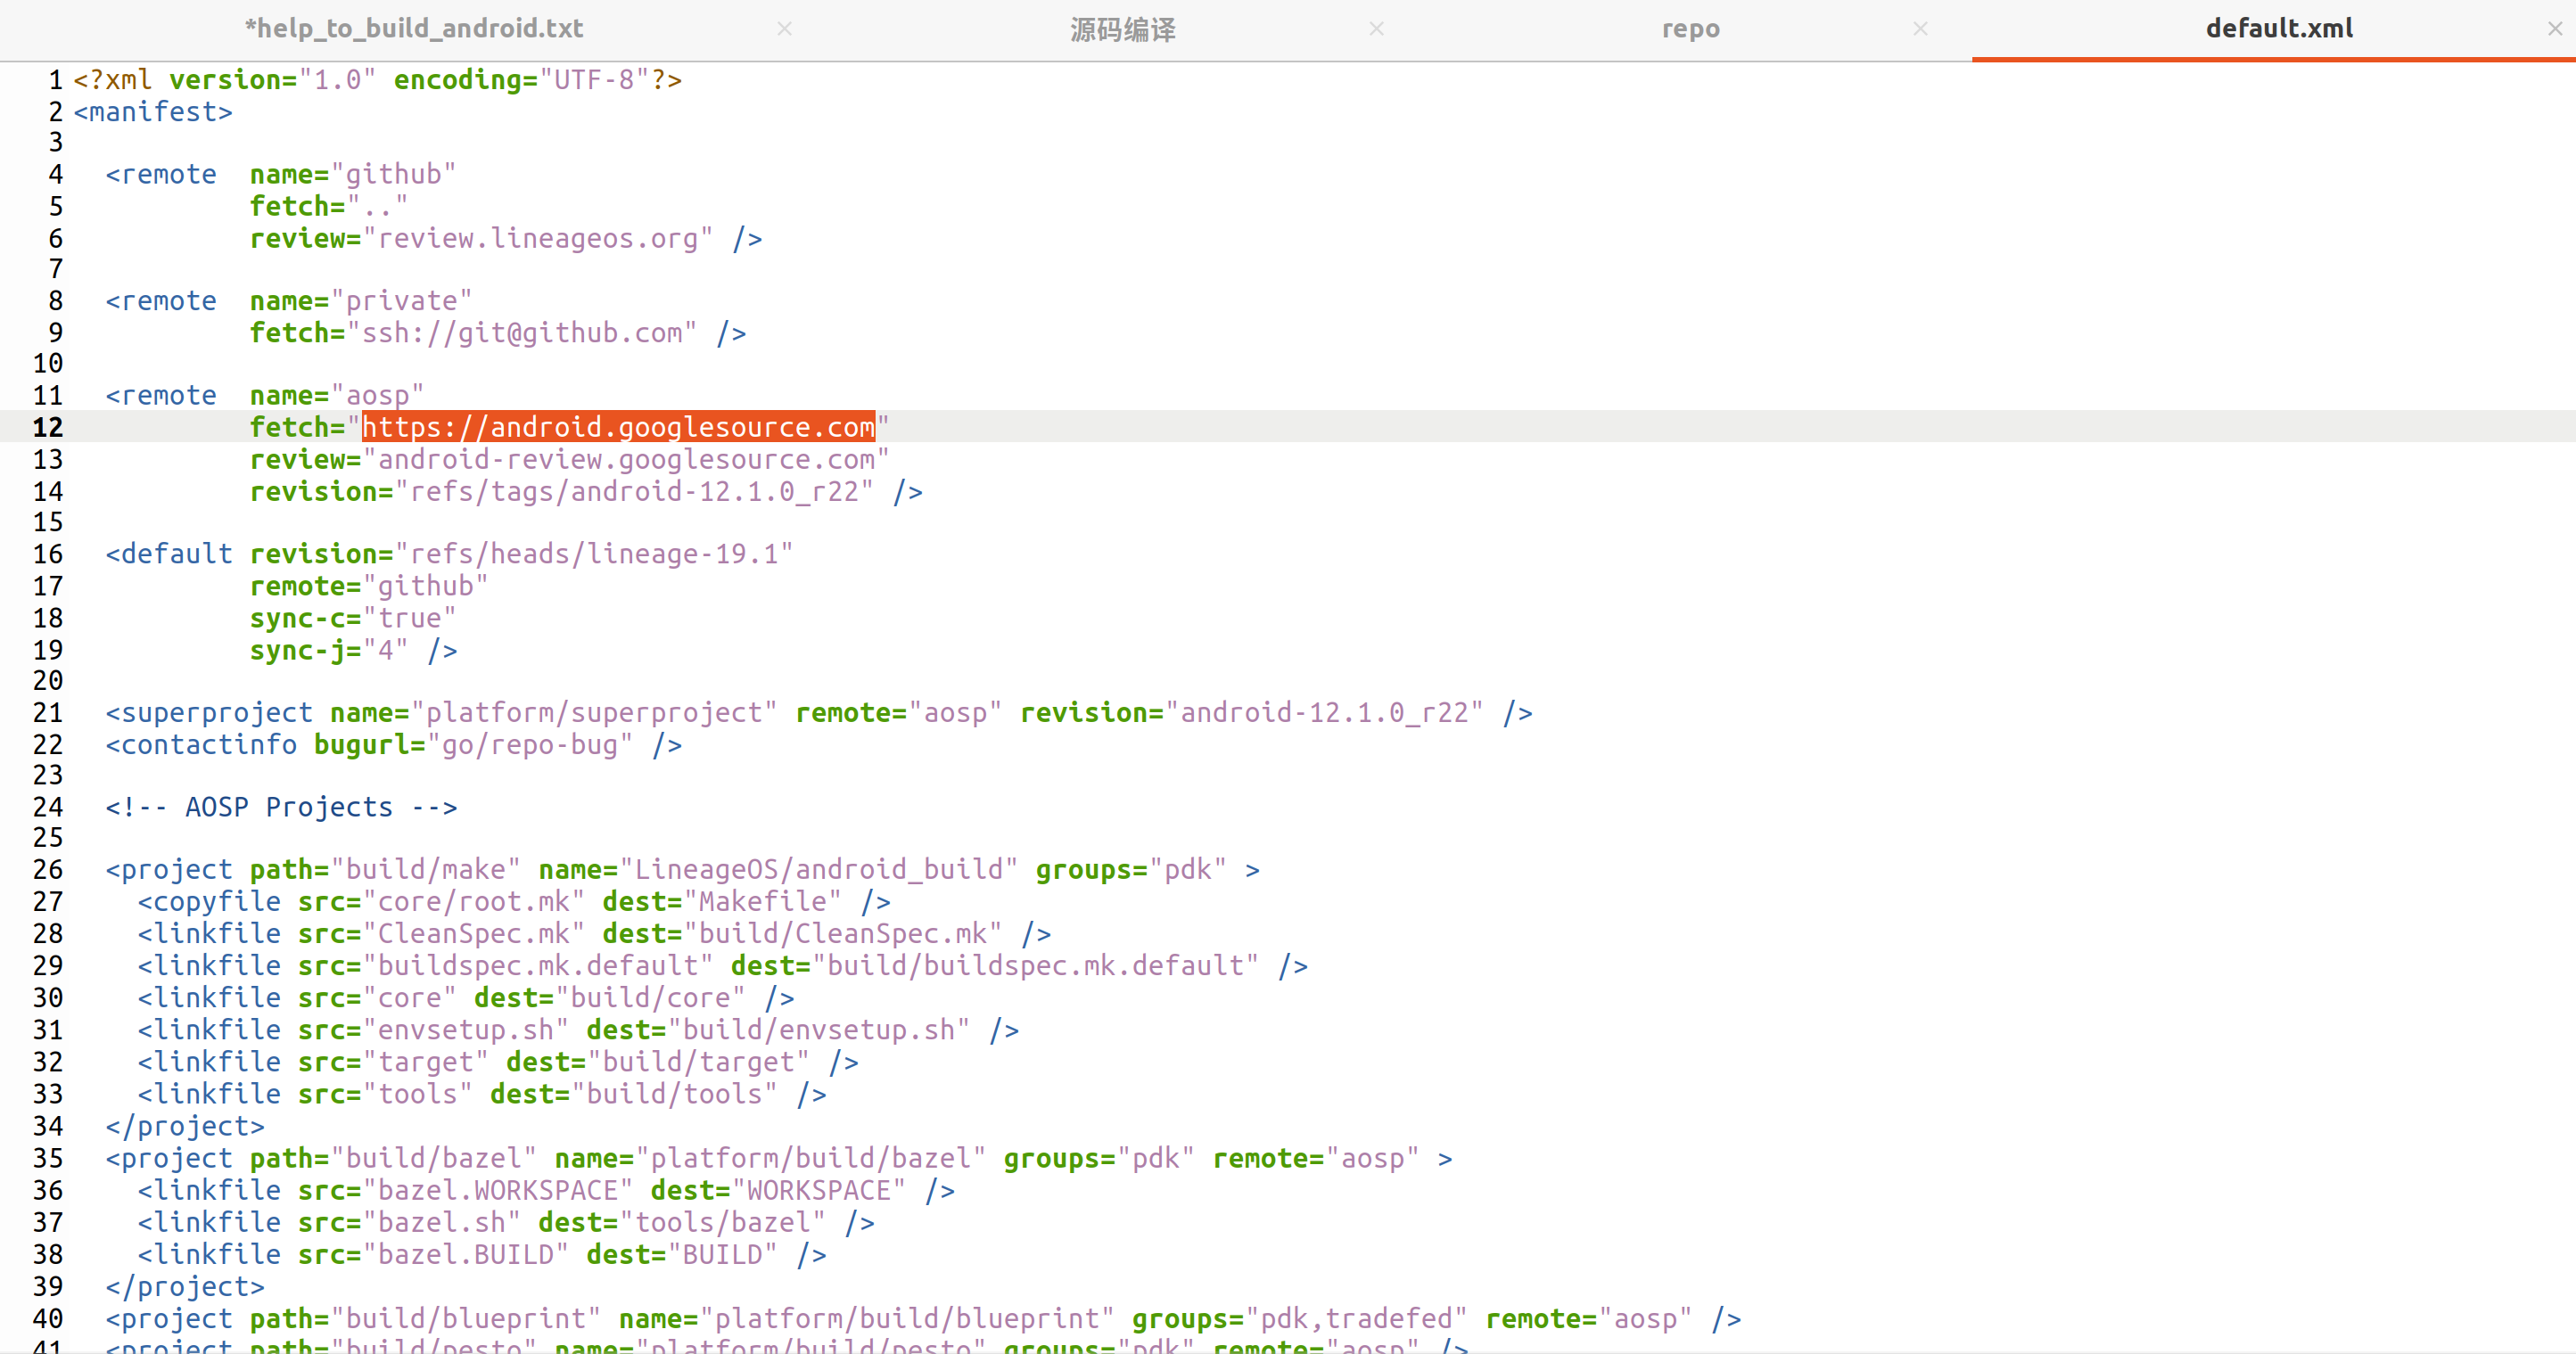 *help_to_build_android.txt × 源码编译 × repo × default.xml ×
1 <?xml version="1.0" encoding="UTF-8"?>
2 <manifest>
3
4   <remote  name="github"
5            fetch=".."
6            review="review.lineageos.org" />
7
8   <remote  name="private"
9            fetch="ssh://git@github.com" />
10
11   <remote  name="aosp"
12            fetch="https://android.googlesource.com"
13            review="android-review.googlesource.com"
14            revision="refs/tags/android-12.1.0_r22" />
15
16   <default revision="refs/heads/lineage-19.1"
17            remote="github"
18            sync-c="true"
19            sync-j="4" />
20
21   <superproject name="platform/superproject" remote="aosp" revision="android-12.1.0_r22" />
22   <contactinfo bugurl="go/repo-bug" />
23
24   <!-- AOSP Projects -->
25
26   <project path="build/make" name="LineageOS/android_build" groups="pdk" >
27     <copyfile src="core/root.mk" dest="Makefile" />
28     <linkfile src="CleanSpec.mk" dest="build/CleanSpec.mk" />
29     <linkfile src="buildspec.mk.default" dest="build/buildspec.mk.default" />
30     <linkfile src="core" dest="build/core" />
31     <linkfile src="envsetup.sh" dest="build/envsetup.sh" />
32     <linkfile src="target" dest="build/target" />
33     <linkfile src="tools" dest="build/tools" />
34   </project>
35   <project path="build/bazel" name="platform/build/bazel" groups="pdk" remote="aosp" >
36     <linkfile src="bazel.WORKSPACE" dest="WORKSPACE" />
37     <linkfile src="bazel.sh" dest="tools/bazel" />
38     <linkfile src="bazel.BUILD" dest="BUILD" />
39   </project>
40   <project path="build/blueprint" name="platform/build/blueprint" groups="pdk,tradefed" remote="aosp" />
41   <project path="build/pesto" name="platform/build/pesto" groups="pdk" remote="aosp" />